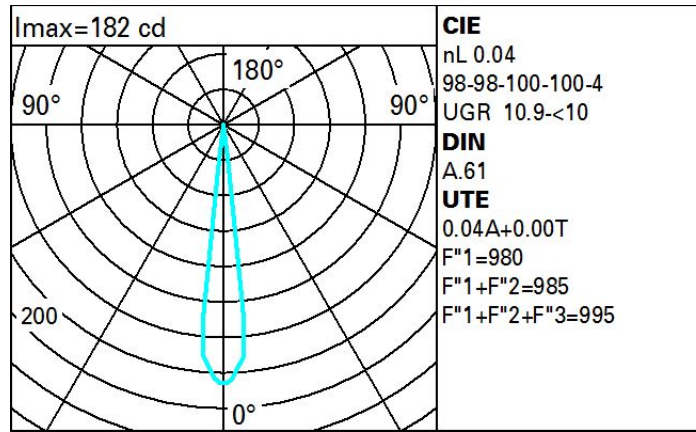 Imax=182 cd
180°
90° 90°
200
0°
CIE
nL 0.04
98-98-100-100-4
UGR 10.9-<10
DIN
A.61
UTE
0.04A+0.00T
F"1=980
F"1+F"2=985
F"1+F"2+F"3=995